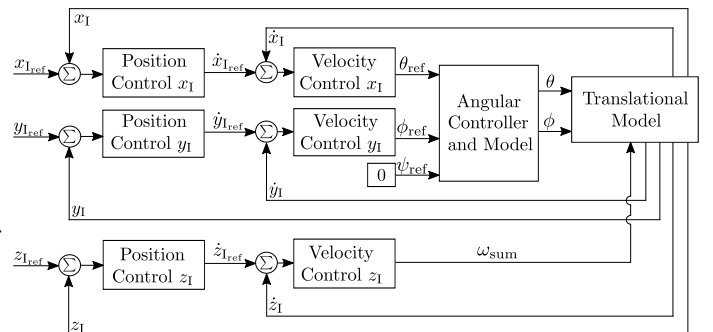 x_I
ẋ_I
x_I_ref
Σ
Position
Control x_I
ẋ_I_ref
Σ
Velocity
Control x_I
θ_ref
Angular
Controller
and Model
θ
ϕ
Translational
Model
y_I_ref
Σ
Position
Control y_I
ẏ_I_ref
Σ
Velocity
Control y_I
ϕ_ref
0
ψ_ref
ẏ_I
y_I
z_I_ref
Σ
Position
Control z_I
ż_I_ref
Σ
Velocity
Control z_I
ω_sum
ż_I
z_I